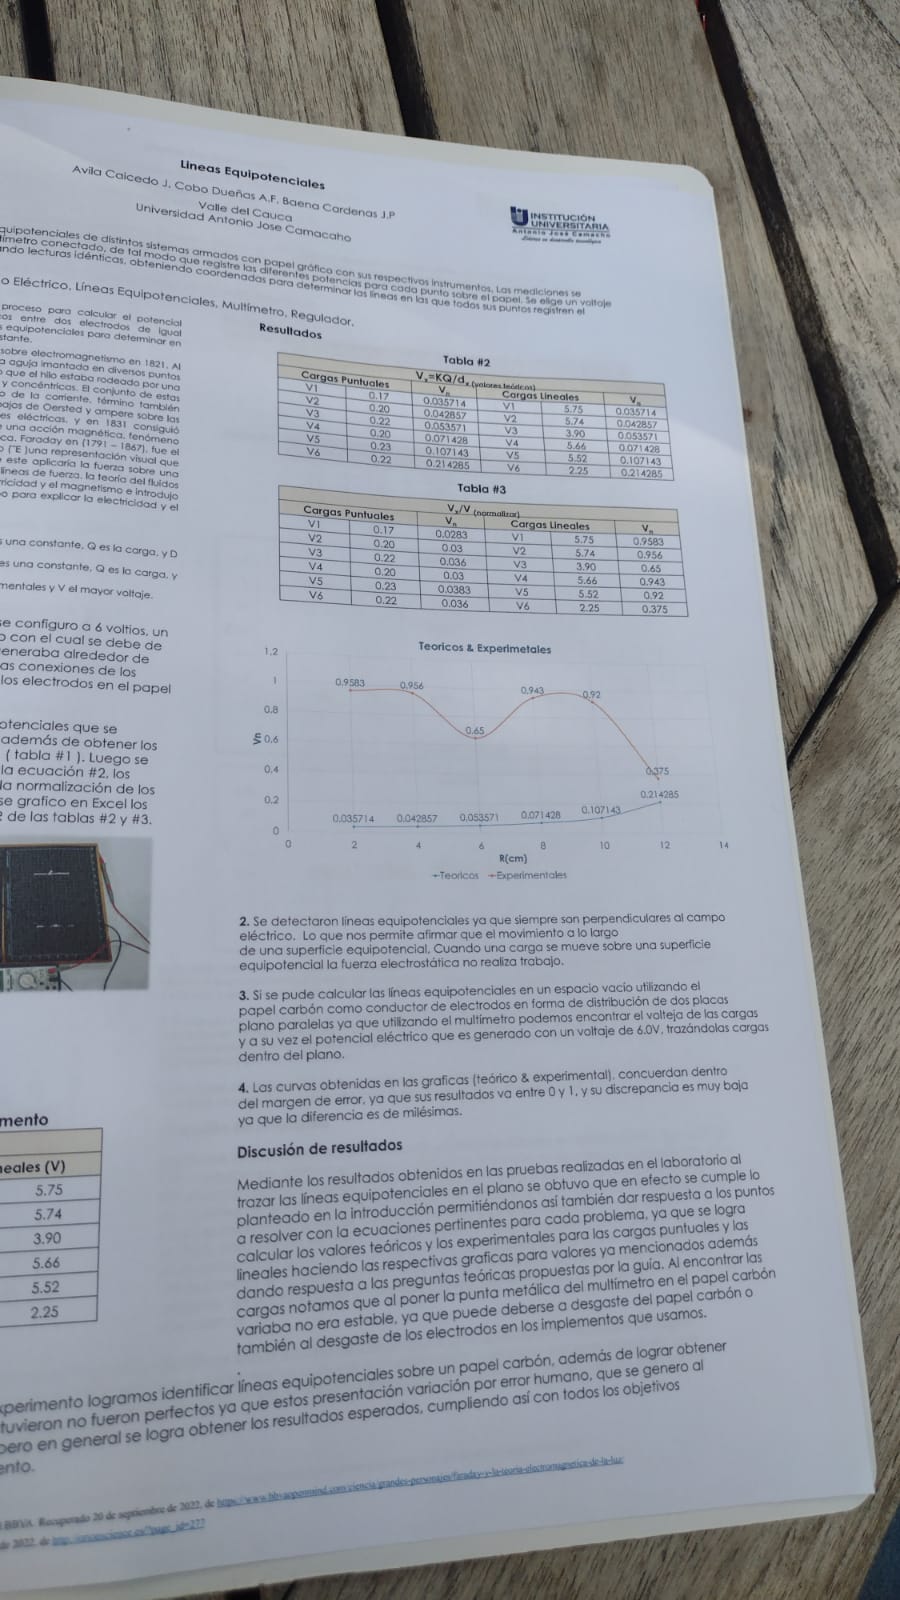 Líneas Equipotenciales
Avila Caicedo J, Cobo Dueñas A.F, Baena Cardenas J.P
Valle del Cauca
Universidad Antonio Jose Camacaho
INSTITUCIÓN
UNIVERSITARIA
Antonio José Camacho
quipotenciales de distintos sistemas armados con papel gráfico con sus respectivos instrumentos. Las mediciones se
tímetro conectado, de tal modo que registre las diferentes potencias para cada punto sobre el papel. Se elige un voltaje
ando lecturas idénticas, obteniendo coordenadas para determinar las líneas en las que todos sus puntos registren el
o Eléctrico, Líneas Equipotenciales, Multímetro, Regulador.
proceso para calcular el potencial
os entre dos electrodos de igual
s equipotenciales para determinar en
stante.
sobre electromagnetismo en 1821. Al
a aguja imantada en diversos puntos
o que el hilo estaba rodeado por una
y concéntricas. El conjunto de estas
o de la corriente, término también
bajos de Oersted y ampere sobre las
es eléctricas, y en 1831 consiguió
e una acción magnética, fenómeno
ca. Faraday en (1791 – 1867), fue el
o ("E )una representación visual que
e este aplicaría la fuerza sobre una
líneas de fuerza, la teoría del fluidos
ricidad y el magnetismo e introdujo
o para explicar la electricidad y el
s una constante, Q es la carga, y D
es una constante, Q es la carga, y
mentales y V el mayor voltaje.
se configuro a 6 voltios, un
o con el cual se debe de
eneraba alrededor de
as conexiones de los
los electrodos en el papel
otenciales que se
además de obtener los
( tabla #1 ). Luego se
la ecuación #2, los
la normalización de los
se grafico en Excel los
2 de las tablas #2 y #3.
mento
neales (V)
5.75
5.74
3.90
5.66
5.52
2.25
Resultados
Tabla #2
Vx=KQ/dx (valores teóricos)
Cargas Puntuales Vn Cargas Lineales Vn
V1 0.17 0.035714 V1 5.75 0.035714
V2 0.20 0.042857 V2 5.74 0.042857
V3 0.22 0.053571 V3 3.90 0.053571
V4 0.20 0.071428 V4 5.66 0.071428
V5 0.23 0.107143 V5 5.52 0.107143
V6 0.22 0.214285 V6 2.25 0.214285
Tabla #3
Vx/V (normalizar)
Cargas Puntuales Vn Cargas Lineales Vn
V1 0.17 0.0283 V1 5.75 0.9583
V2 0.20 0.03 V2 5.74 0.956
V3 0.22 0.036 V3 3.90 0.65
V4 0.20 0.03 V4 5.66 0.943
V5 0.23 0.0383 V5 5.52 0.92
V6 0.22 0.036 V6 2.25 0.375
Teoricos & Experimetales
1,2
1
0,8
0,6
0,4
0,2
0
Vn
0,9583 0,956 0,65 0,943 0,92 0,375
0,035714 0,042857 0,053571 0,071428 0,107143 0,214285
0 2 4 6 8 10 12 14
R(cm)
Teoricos Experimentales
2. Se detectaron líneas equipotenciales ya que siempre son perpendiculares al campo
eléctrico. Lo que nos permite afirmar que el movimiento a lo largo
de una superficie equipotencial, Cuando una carga se mueve sobre una superficie
equipotencial la fuerza electrostática no realiza trabajo.
3. Si se pude calcular las líneas equipotenciales en un espacio vacío utilizando el
papel carbón como conductor de electrodos en forma de distribución de dos placas
plano paralelas ya que utilizando el multímetro podemos encontrar el volteja de las cargas
y a su vez el potencial eléctrico que es generado con un voltaje de 6.0V, trazándolas cargas
dentro del plano.
4. Las curvas obtenidas en las graficas (teórico & experimental), concuerdan dentro
del margen de error, ya que sus resultados va entre 0 y 1, y su discrepancia es muy baja
ya que la diferencia es de milésimas.
Discusión de resultados
Mediante los resultados obtenidos en las pruebas realizadas en el laboratorio al
trazar las líneas equipotenciales en el plano se obtuvo que en efecto se cumple lo
planteado en la introducción permitiéndonos así también dar respuesta a los puntos
a resolver con la ecuaciones pertinentes para cada problema, ya que se logra
calcular los valores teóricos y los experimentales para las cargas puntuales y las
lineales haciendo las respectivas graficas para valores ya mencionados además
dando respuesta a las preguntas teóricas propuestas por la guía. Al encontrar las
cargas notamos que al poner la punta metálica del multímetro en el papel carbón
variaba no era estable, ya que puede deberse a desgaste del papel carbón o
también al desgaste de los electrodos en los implementos que usamos.
xperimento logramos identificar líneas equipotenciales sobre un papel carbón, además de lograr obtener
tuvieron no fueron perfectos ya que estos presentación variación por error humano, que se genero al
pero en general se logra obtener los resultados esperados, cumpliendo así con todos los objetivos
ento.
BBVA. Recuperado 20 de septiembre de 2022, de https://www.bbvaopenmind.com/ciencia/grandes-personajes/faraday-y-la-teoria-electromagnetica-de-la-luz/
de 2022, de